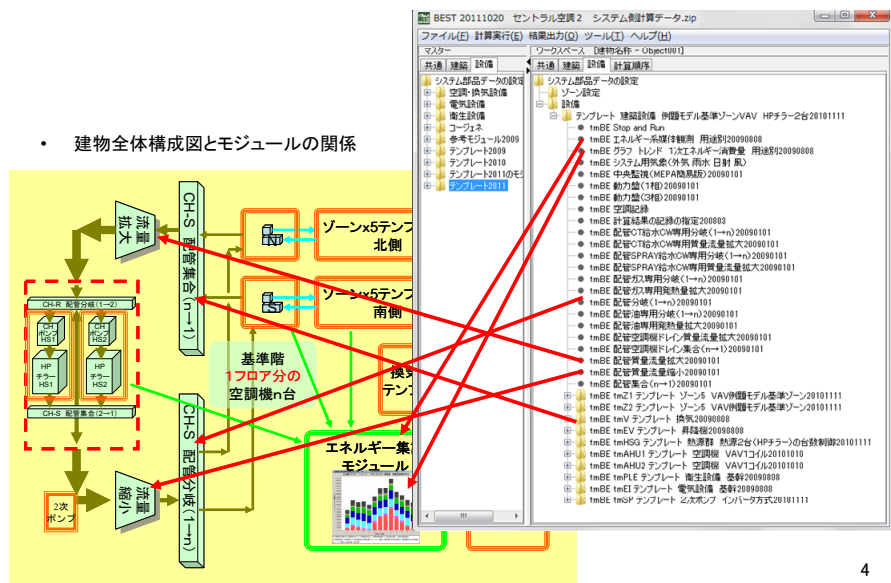 • 建物全体構成図とモジュールの関係
CH-S 配管集合(n→1)
流量
拡大
ゾーンx5テンプ
北側
N
ゾーンx5テンプ
南側
S
CH-R 配管分岐(1→2)
CH
ポンプ
HS1
CH
ポンプ
HS2
HP
チラー
HS1
HP
チラー
HS2
CH-S 配管集合(2→1)
基準階
1フロア分の
空調機n台
換気
テンプ
CH-S 配管分岐(1→n)
エネルギー集計
モジュール
流量
縮小
2次
ポンプ
BEST 20111020 セントラル空調2 システム側計算データ.zip
ファイル(F) 計算実行(E) 結果出力(O) ツール(T) ヘルプ(H)
マスター
共通 建築 設備
システム部品データの設定
空調・換気設備
電気設備
衛生設備
コージェネ
参考モジュール2009
テンプレート2009
テンプレート2010
テンプレート2011のモジ
テンプレート2011
ワークスペース [建物名称 - Object001]
共通 建築 設備 計算順序
システム部品データの設定
ゾーン設定
設備
テンプレート 建築設備 例題モデル基準ゾーンVAV HPチラー2台20101111
tmBE Stop and Run
tmBE エネルギー系媒体観測 用途別20090808
tmBE グラフ トレンド 1次エネルギー消費量 用途別20090808
tmBE システム用気象(外気 雨水 日射 風)
tmBE 中央監視(MEPA簡易版)20090101
tmBE 動力盤(1相)20090101
tmBE 動力盤(3相)20090101
tmBE 空調記録
tmBE 計算結果の記録の指定200803
tmBE 配管CT給水CW専用分岐(1→n)20090101
tmBE 配管CT給水CW専用質量流量拡大20090101
tmBE 配管SPRAY給水CW専用分岐(1→n)20090101
tmBE 配管SPRAY給水CW専用質量流量拡大20090101
tmBE 配管ガス専用分岐(1→n)20090101
tmBE 配管ガス専用発熱量拡大20090101
tmBE 配管分岐(1→n)20090101
tmBE 配管油専用分岐(1→n)20090101
tmBE 配管油専用発熱量拡大20090101
tmBE 配管空調機ドレイン質量流量拡大20090101
tmBE 配管空調機ドレイン集合(n→1)20090101
tmBE 配管質量流量拡大20090101
tmBE 配管質量流量縮小20090101
tmBE 配管集合(n→1)20090101
tmBE tmZ1 テンプレート ゾーン5 VAV例題モデル基準ゾーン20101111
tmBE tmZ2 テンプレート ゾーン5 VAV例題モデル基準ゾーン20101111
tmBE tmV テンプレート 換気20090808
tmBE tmEV テンプレート 昇降機20090808
tmBE tmHSG テンプレート 熱源群 熱源2台(HPチラー)の台数制御20101111
tmBE tmAHU1 テンプレート 空調機 VAV1コイル20101010
tmBE tmAHU2 テンプレート 空調機 VAV1コイル20101010
tmBE tmPLE テンプレート 衛生設備 基幹20090808
tmBE tmEI テンプレート 電気設備 基幹20090808
tmBE tmSP テンプレート 2次ポンプ インバータ方式20101111
4